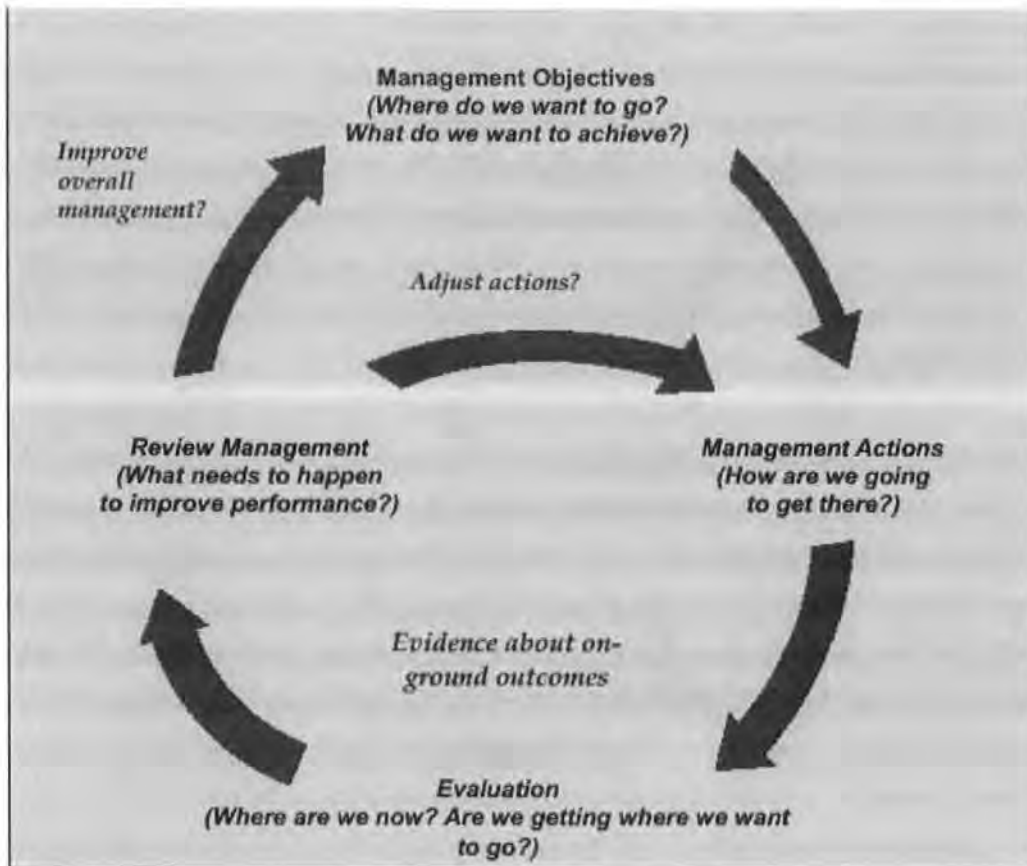 Management Objectives
(Where do we want to go?
What do we want to achieve?)
Improve
overall
management?
Adjust actions?
Review Management
(What needs to happen
to improve performance?)
Management Actions
(How are we going
to get there?)
Evidence about on-
ground outcomes
Evaluation
(Where are we now? Are we getting where we want
to go?)